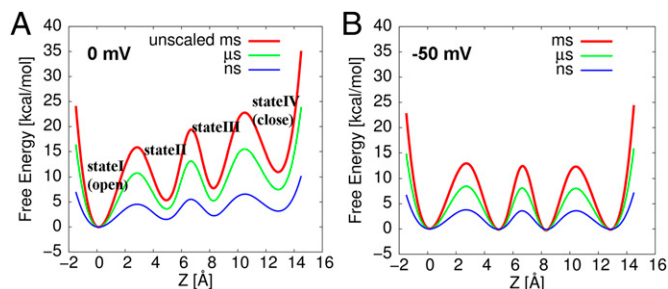 A
0 mV
unscaled ms
μs
ns
stateI
(open)
stateII
stateIII
stateIV
(close)
Free Energy [kcal/mol]
40
35
30
25
20
15
10
5
0
-5
-2 0 2 4 6 8 10 12 14 16
Z [Å]
B
-50 mV
ms
μs
ns
Free Energy [kcal/mol]
40
35
30
25
20
15
10
5
0
-5
-2 0 2 4 6 8 10 12 14 16
Z [Å]